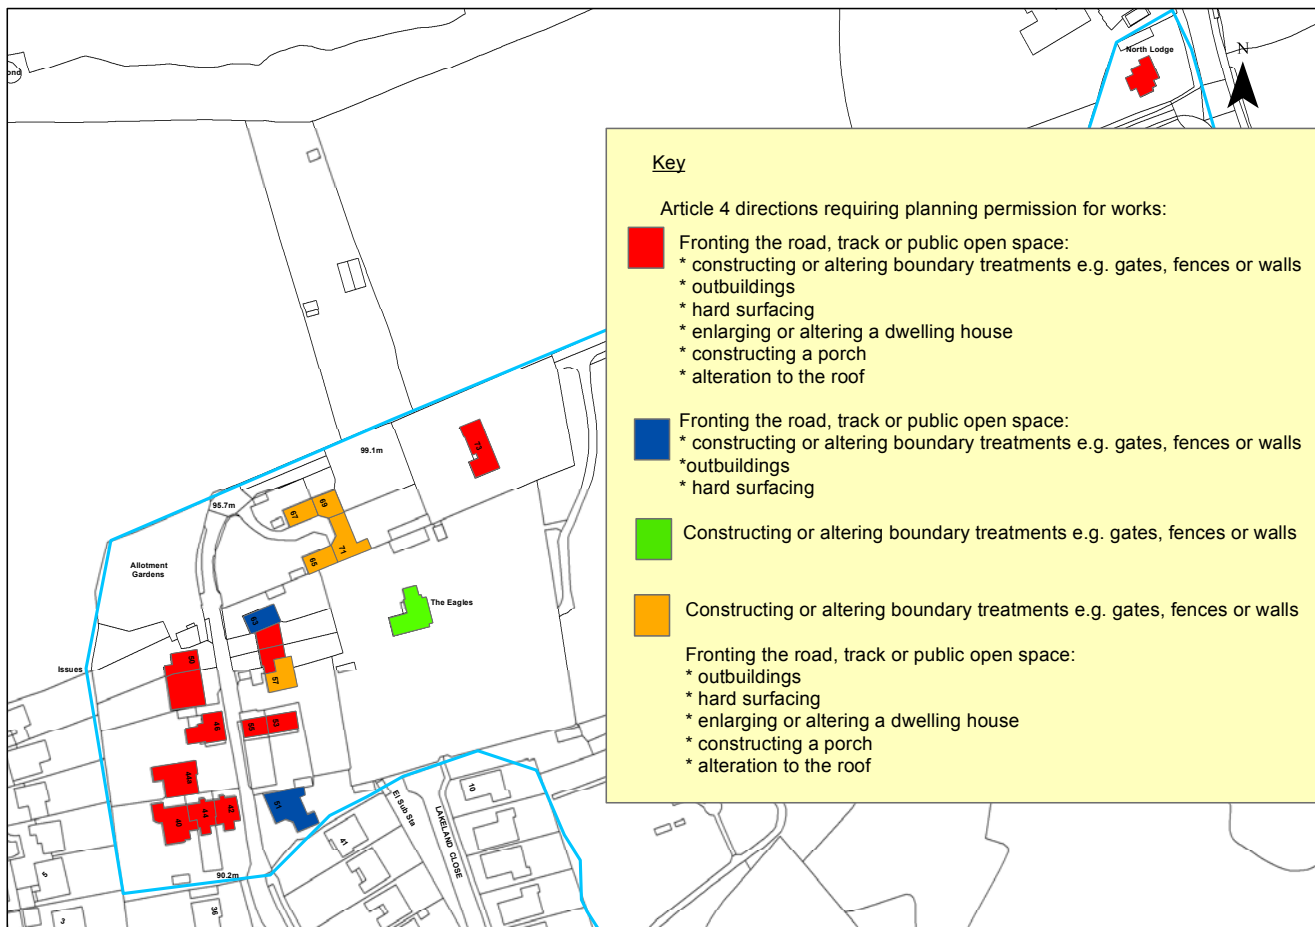 ond
North Lodge
N
Key
Article 4 directions requiring planning permission for works:
Fronting the road, track or public open space:
* constructing or altering boundary treatments e.g. gates, fences or walls
* outbuildings
* hard surfacing
* enlarging or altering a dwelling house
* constructing a porch
* alteration to the roof
Fronting the road, track or public open space:
* constructing or altering boundary treatments e.g. gates, fences or walls
*outbuildings
* hard surfacing
Constructing or altering boundary treatments e.g. gates, fences or walls
Constructing or altering boundary treatments e.g. gates, fences or walls
Fronting the road, track or public open space:
* outbuildings
* hard surfacing
* enlarging or altering a dwelling house
* constructing a porch
* alteration to the roof
73
99.1m
95.7m
69
67
71
65
Allotment
Gardens
The Eagles
63
Issues
50
57
55
53
44a
51
40
44
42
10
El Sub Sta
LAKELAND CLOSE
41
90.2m
5
3
36